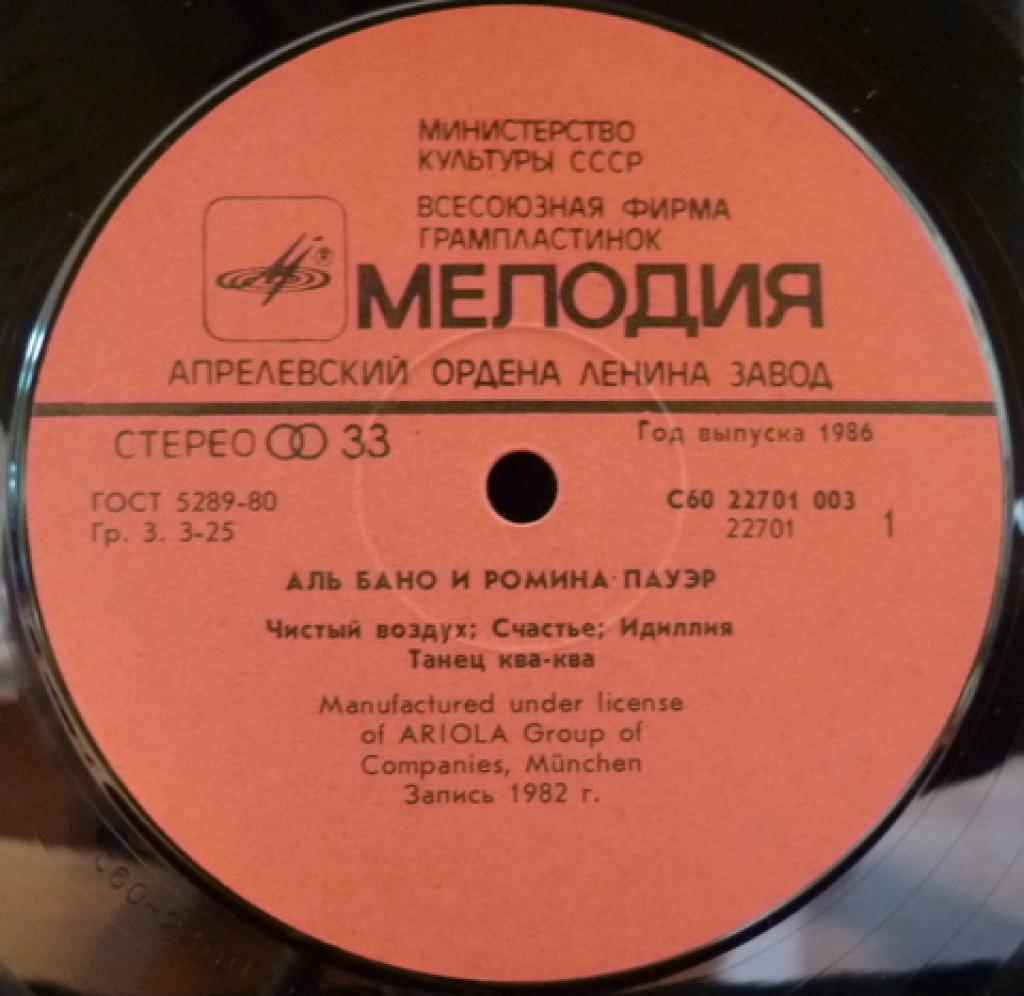 МИНИСТЕРСТВО
КУЛЬТУРЫ СССР
ВСЕСОЮЗНАЯ ФИРМА
ГРАМПЛАСТИНОК
®
МЕЛОДИЯ
АПРЕЛЕВСКИЙ ОРДЕНА ЛЕНИНА ЗАВОД
СТЕРЕО 33
Год выпуска 1986
ГОСТ 5289-80
Гр. 3. 3-25
С60 22701 003
22701 1
АЛЬ БАНО И РОМИНА ПАУЭР
Чистый воздух; Счастье; Идиллия
Танец ква-ква
Manufactured under license
of ARIOLA Group of
Companies, München
Запись 1982 г.